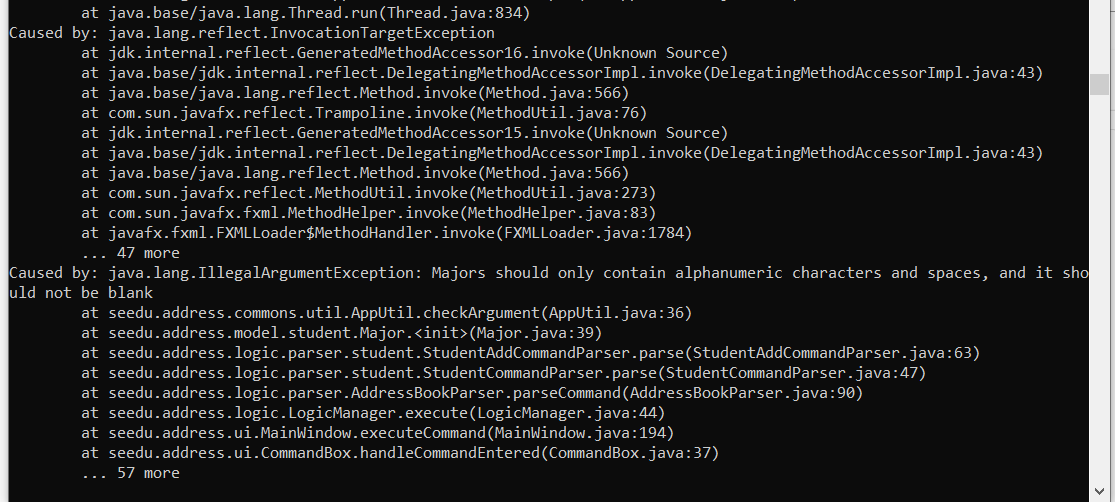 at java.base/java.lang.Thread.run(Thread.java:834)
Caused by: java.lang.reflect.InvocationTargetException
at jdk.internal.reflect.GeneratedMethodAccessor16.invoke(Unknown Source)
at java.base/jdk.internal.reflect.DelegatingMethodAccessorImpl.invoke(DelegatingMethodAccessorImpl.java:43)
at java.base/java.lang.reflect.Method.invoke(Method.java:566)
at com.sun.javafx.reflect.Trampoline.invoke(MethodUtil.java:76)
at jdk.internal.reflect.GeneratedMethodAccessor15.invoke(Unknown Source)
at java.base/jdk.internal.reflect.DelegatingMethodAccessorImpl.invoke(DelegatingMethodAccessorImpl.java:43)
at java.base/java.lang.reflect.Method.invoke(Method.java:566)
at com.sun.javafx.reflect.MethodUtil.invoke(MethodUtil.java:273)
at com.sun.javafx.fxml.MethodHelper.invoke(MethodHelper.java:83)
at javafx.fxml.FXMLLoader$MethodHandler.invoke(FXMLLoader.java:1784)
... 47 more
Caused by: java.lang.IllegalArgumentException: Majors should only contain alphanumeric characters and spaces, and it sho
uld not be blank
at seedu.address.commons.util.AppUtil.checkArgument(AppUtil.java:36)
at seedu.address.model.student.Major.<init>(Major.java:39)
at seedu.address.logic.parser.student.StudentAddCommandParser.parse(StudentAddCommandParser.java:63)
at seedu.address.logic.parser.student.StudentCommandParser.parse(StudentCommandParser.java:47)
at seedu.address.logic.parser.AddressBookParser.parseCommand(AddressBookParser.java:90)
at seedu.address.logic.LogicManager.execute(LogicManager.java:44)
at seedu.address.ui.MainWindow.executeCommand(MainWindow.java:194)
at seedu.address.ui.CommandBox.handleCommandEntered(CommandBox.java:37)
... 57 more